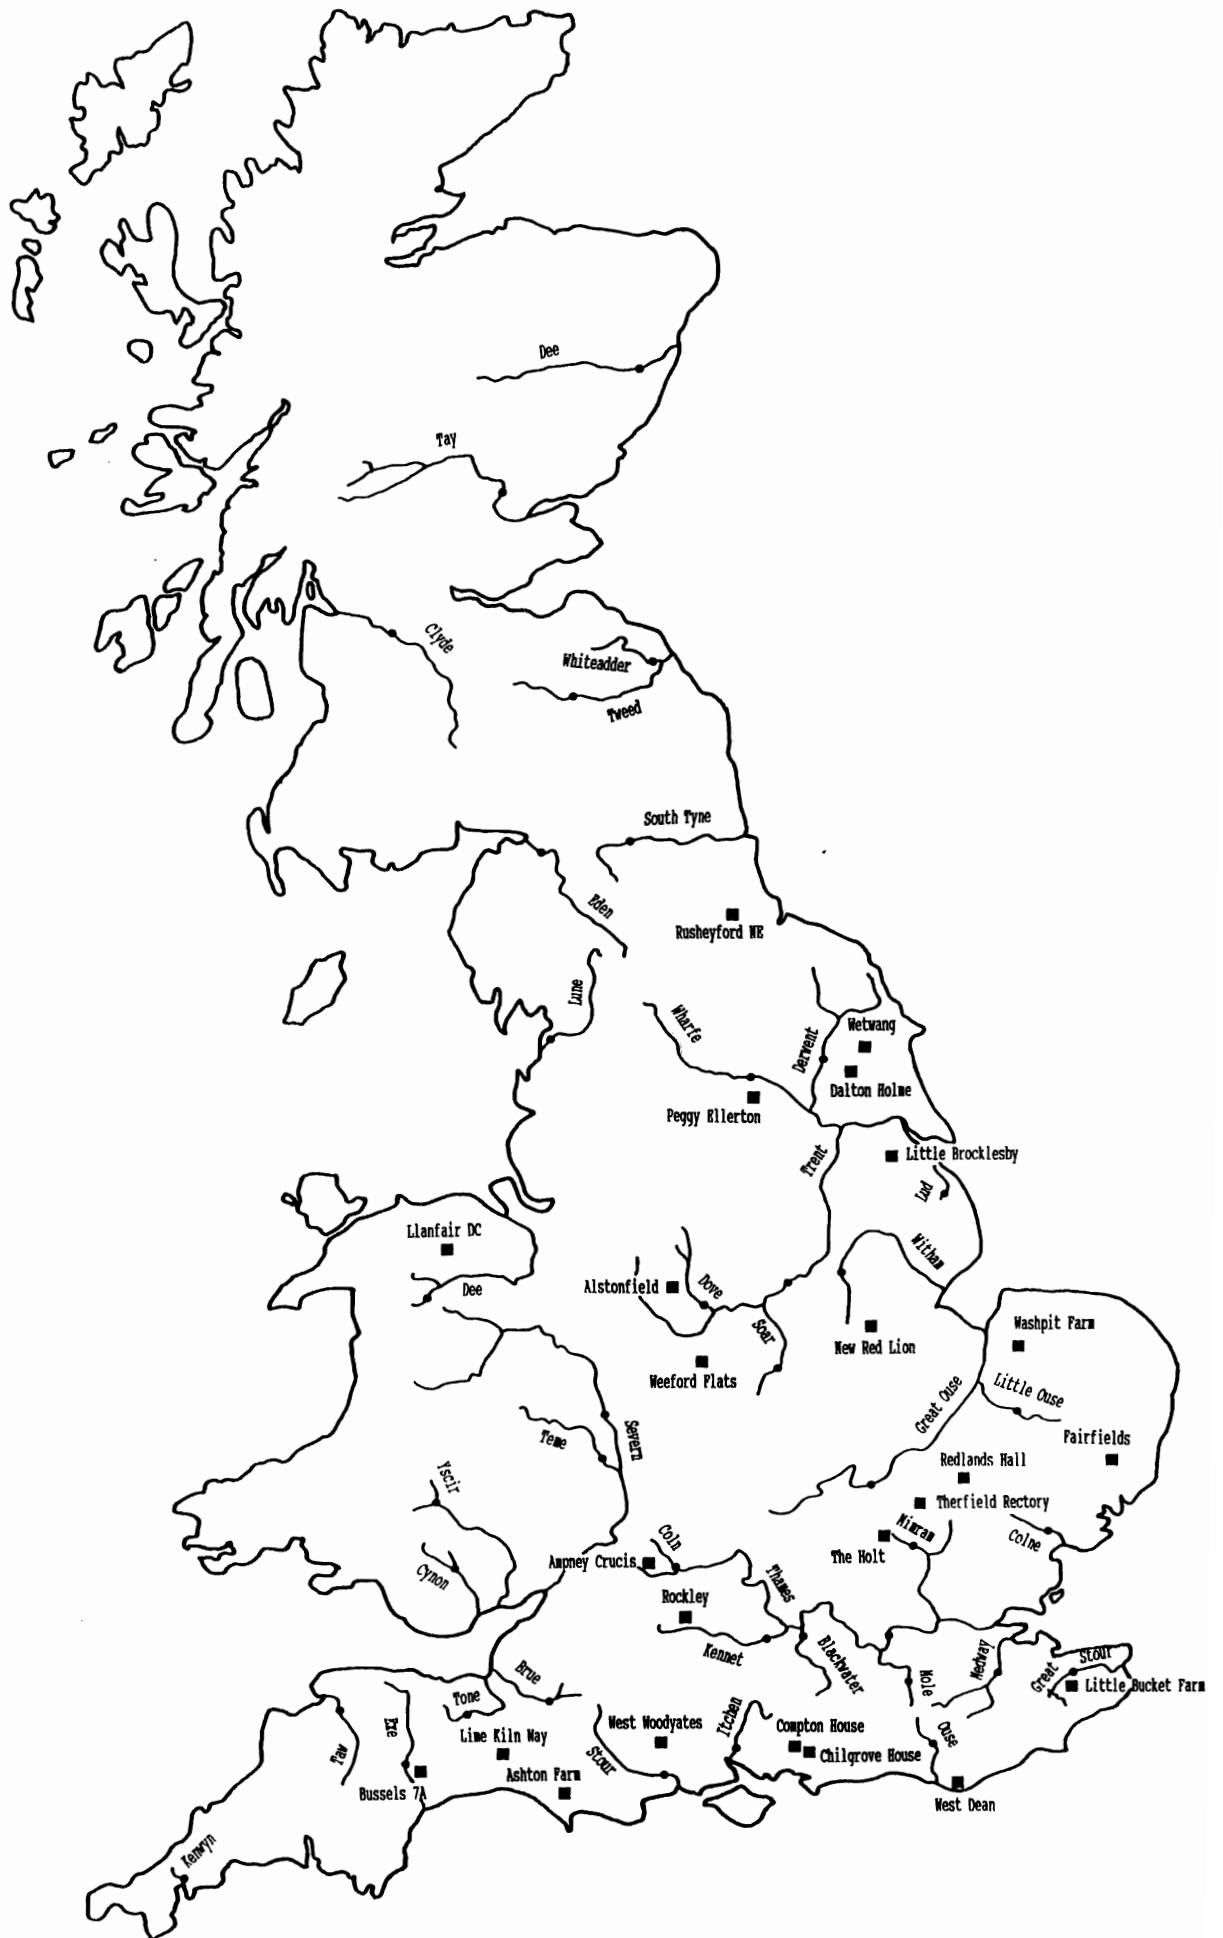 Dee
Tay
Clyde
Whiteadder
Tweed
South Tyne
Eden
Rusheyford NE
Lune
Wharfe
Derwent
Wetwang
Dalton Holme
Peggy Ellerton
Trent
Little Brocklesby
Lud
Llanfair DC
Witham
Dee
Alstonfield
Dove
Soar
New Red Lion
Washpit Farm
Weeford Flats
Little Ouse
Great Ouse
Severn
Teme
Fairfields
Redlands Hall
Yscir
Therfield Rectory
Mimram
Colne
Coln
The Holt
Ampney Crucis
Cynon
Thames
Rockley
Kennet
Blackwater
Medway
Mole
Great
Stour
Little Bucket Farm
Brue
Tone
Exe
Taw
Lime Kiln Way
West Woodyates
Itchen
Compton House
Chilgrove House
Ouse
Stour
Ashton Farm
Bussels 7A
West Dean
Kenwyn